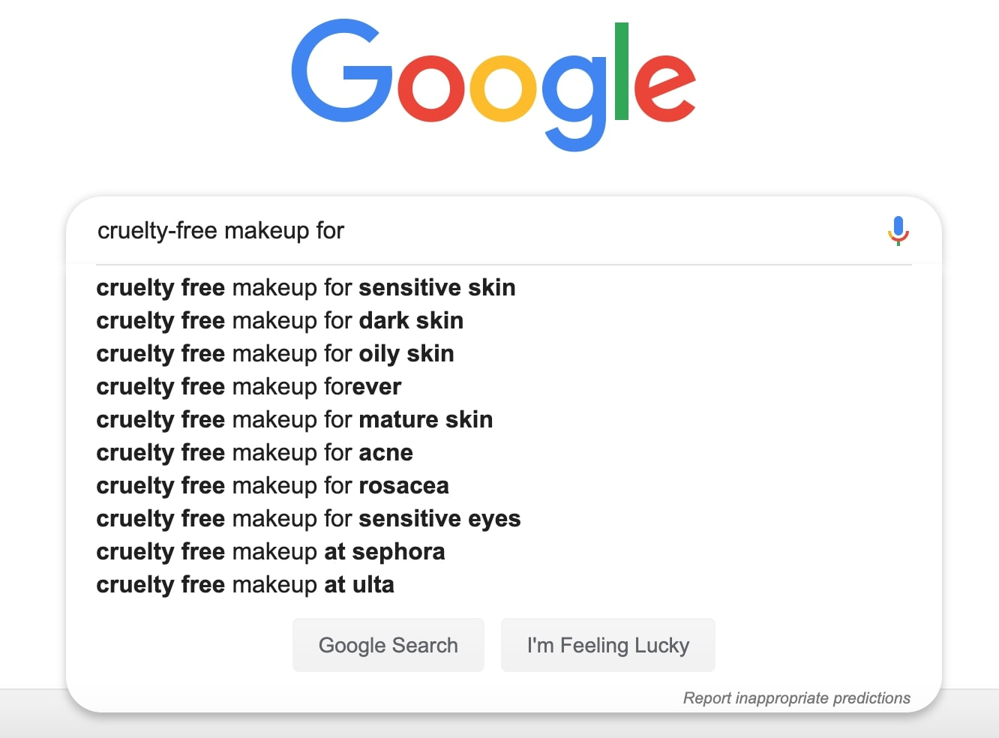 Google
cruelty-free makeup for
cruelty free makeup for sensitive skin
cruelty free makeup for dark skin
cruelty free makeup for oily skin
cruelty free makeup forever
cruelty free makeup for mature skin
cruelty free makeup for acne
cruelty free makeup for rosacea
cruelty free makeup for sensitive eyes
cruelty free makeup at sephora
cruelty free makeup at ulta
Google Search
I'm Feeling Lucky
Report inappropriate predictions